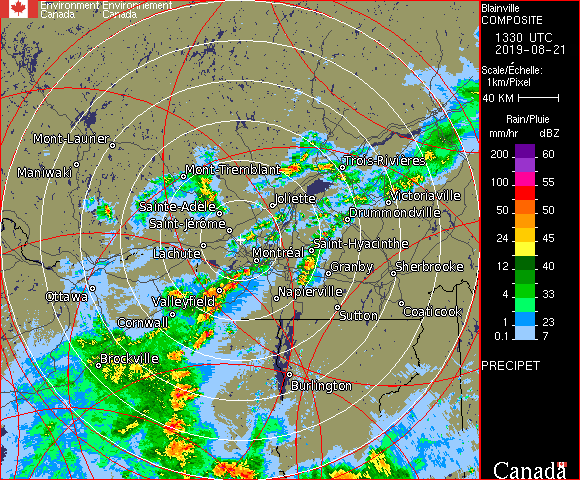 Environment Environnement
Canada Canada
Blainville
COMPOSITE
1330 UTC
2019-08-21
Scale/Échelle:
1km/Pixel
40 KM
Rain/Pluie
mm/hr dBZ
200 60
100 55
50 50
24 45
12 40
4 33
1 23
0.1 7
PRECIPET
Canada
Mont-Laurier
Maniwaki
Mont-Tremblant
Trois-Rivières
Joliette
Victoriaville
Sainte-Adele
Drummondville
Saint-Jérôme
Saint-Hyacinthe
Lachute
Montréal
Granby
Sherbrooke
Ottawa
Valleyfield
Napierville
Cornwall
Sutton
Coaticook
Brockville
Burlington